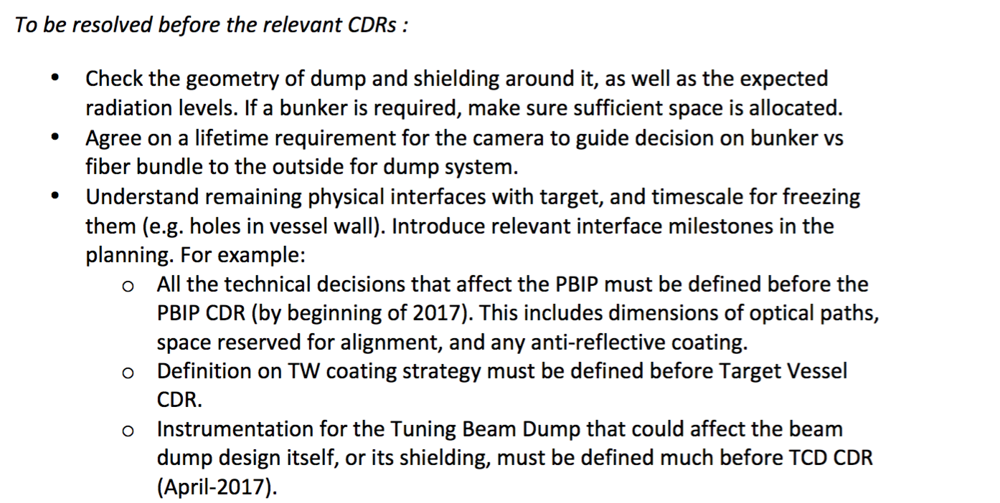 To be resolved before the relevant CDRs :
• Check the geometry of dump and shielding around it, as well as the expected
radiation levels. If a bunker is required, make sure sufficient space is allocated.
• Agree on a lifetime requirement for the camera to guide decision on bunker vs
fiber bundle to the outside for dump system.
• Understand remaining physical interfaces with target, and timescale for freezing
them (e.g. holes in vessel wall). Introduce relevant interface milestones in the
planning. For example:
o All the technical decisions that affect the PBIP must be defined before the
PBIP CDR (by beginning of 2017). This includes dimensions of optical paths,
space reserved for alignment, and any anti-reflective coating.
o Definition on TW coating strategy must be defined before Target Vessel
CDR.
o Instrumentation for the Tuning Beam Dump that could affect the beam
dump design itself, or its shielding, must be defined much before TCD CDR
(April-2017).